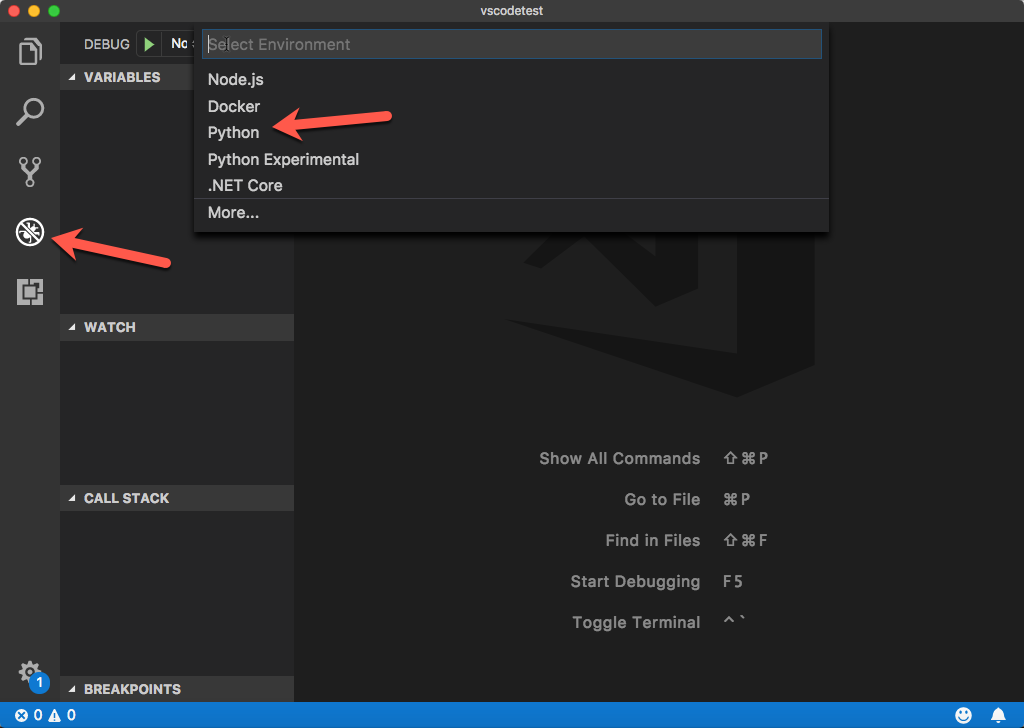 vscodetest
DEBUG No
Select Environment
Node.js
Docker
Python
Python Experimental
.NET Core
More...
VARIABLES
WATCH
CALL STACK
BREAKPOINTS
Show All Commands ⇧⌘P
Go to File ⌘P
Find in Files ⇧⌘F
Start Debugging F5
Toggle Terminal ^`
1
0 0